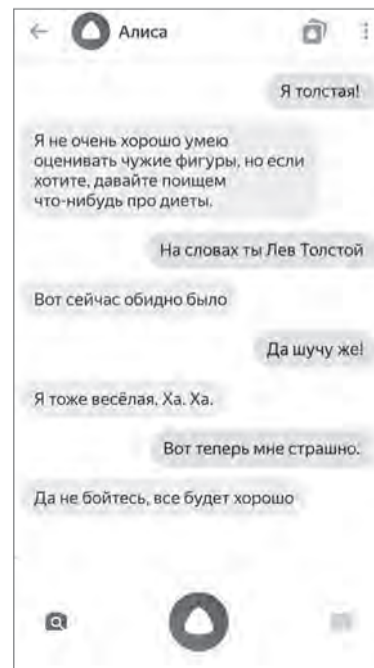 Алиса
Я толстая!
Я не очень хорошо умею
оценивать чужие фигуры, но если
хотите, давайте поищем
что-нибудь про диеты.
На словах ты Лев Толстой
Вот сейчас обидно было
Да шучу же!
Я тоже весёлая. Ха. Ха.
Вот теперь мне страшно.
Да не бойтесь, все будет хорошо